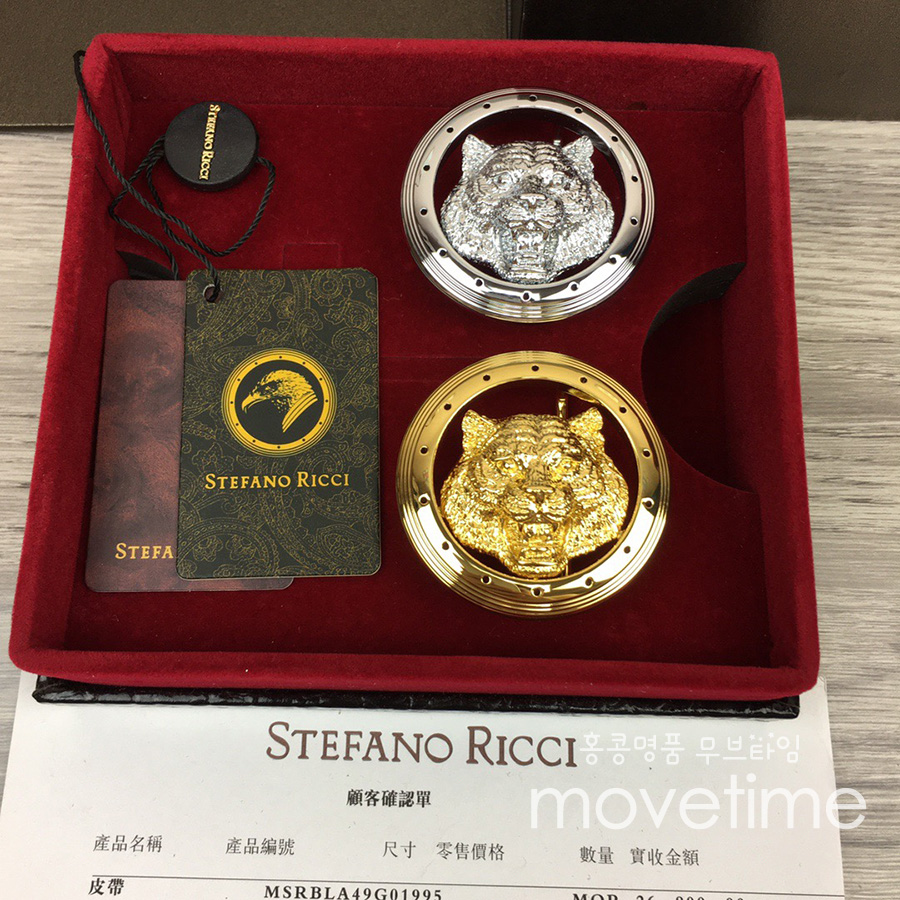 STEFANO RICCI
STEFANO RICCI
STEFA
STEFANO RICCI
홍콩명품 무브타임
movetime
顧客確認單
產品名稱 產品編號 尺寸 零售價格 數量 實收金額
皮帶 MSRBLA49G01995